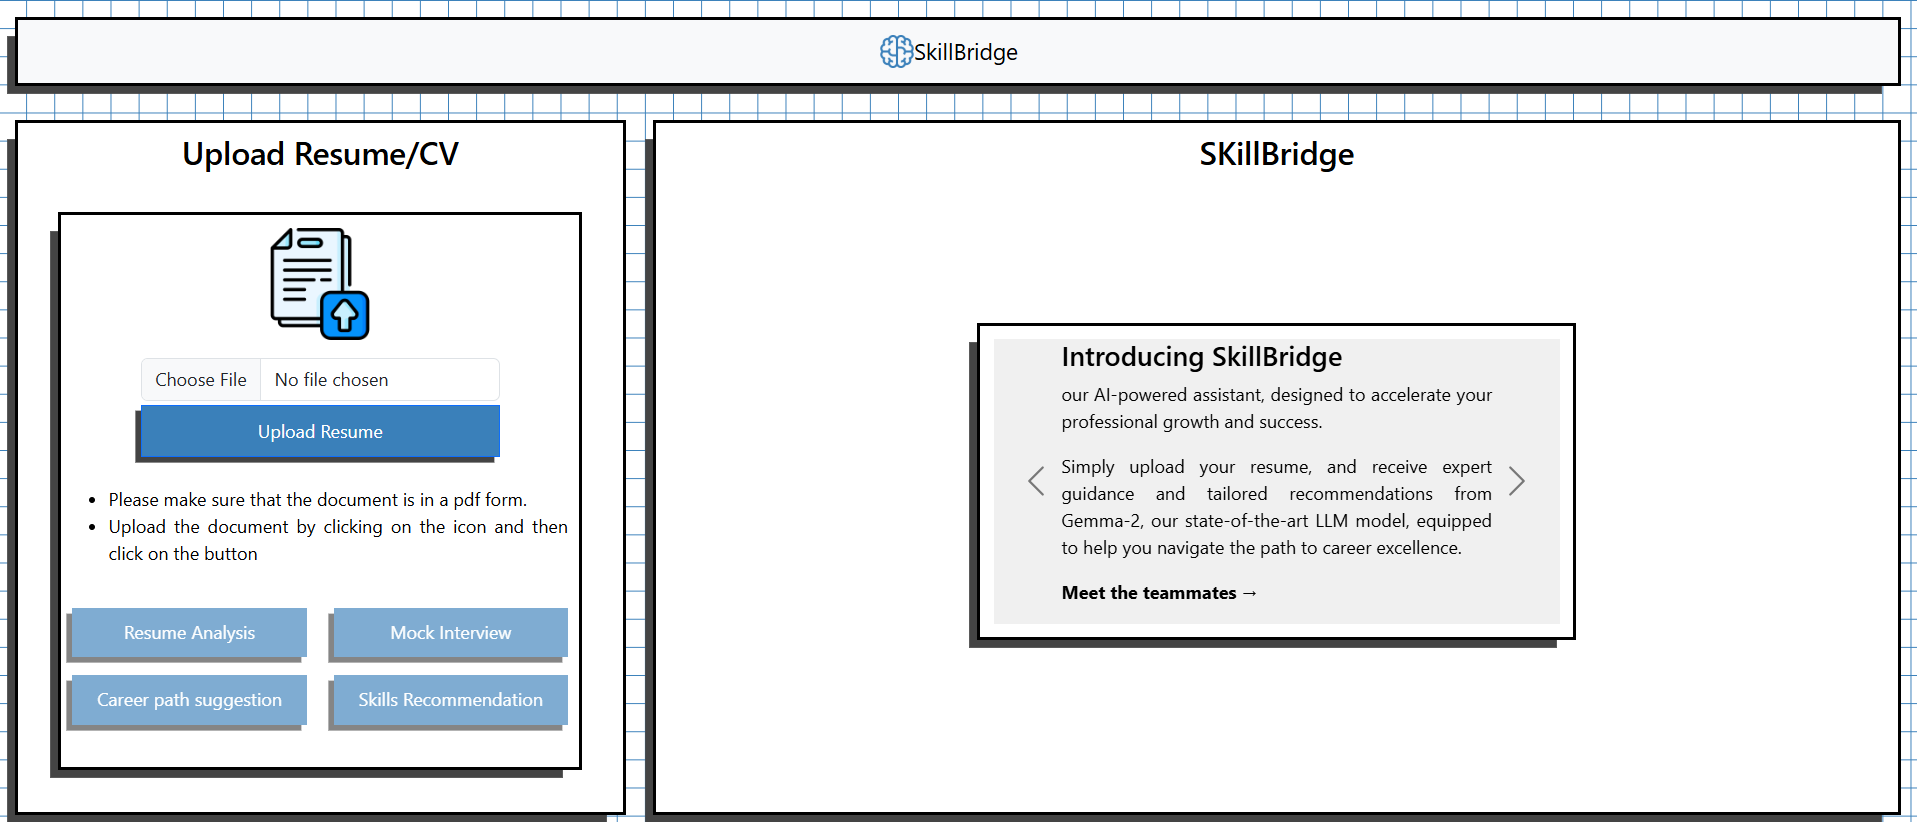 SkillBridge
Upload Resume/CV
Choose File No file chosen
Upload Resume
Please make sure that the document is in a pdf form.
Upload the document by clicking on the icon and then
click on the button
Resume Analysis
Mock Interview
Career path suggestion
Skills Recommendation
SKillBridge
Introducing SkillBridge
our AI-powered assistant, designed to accelerate your
professional growth and success.
Simply upload your resume, and receive expert
guidance and tailored recommendations from
Gemma-2, our state-of-the-art LLM model, equipped
to help you navigate the path to career excellence.
Meet the teammates →